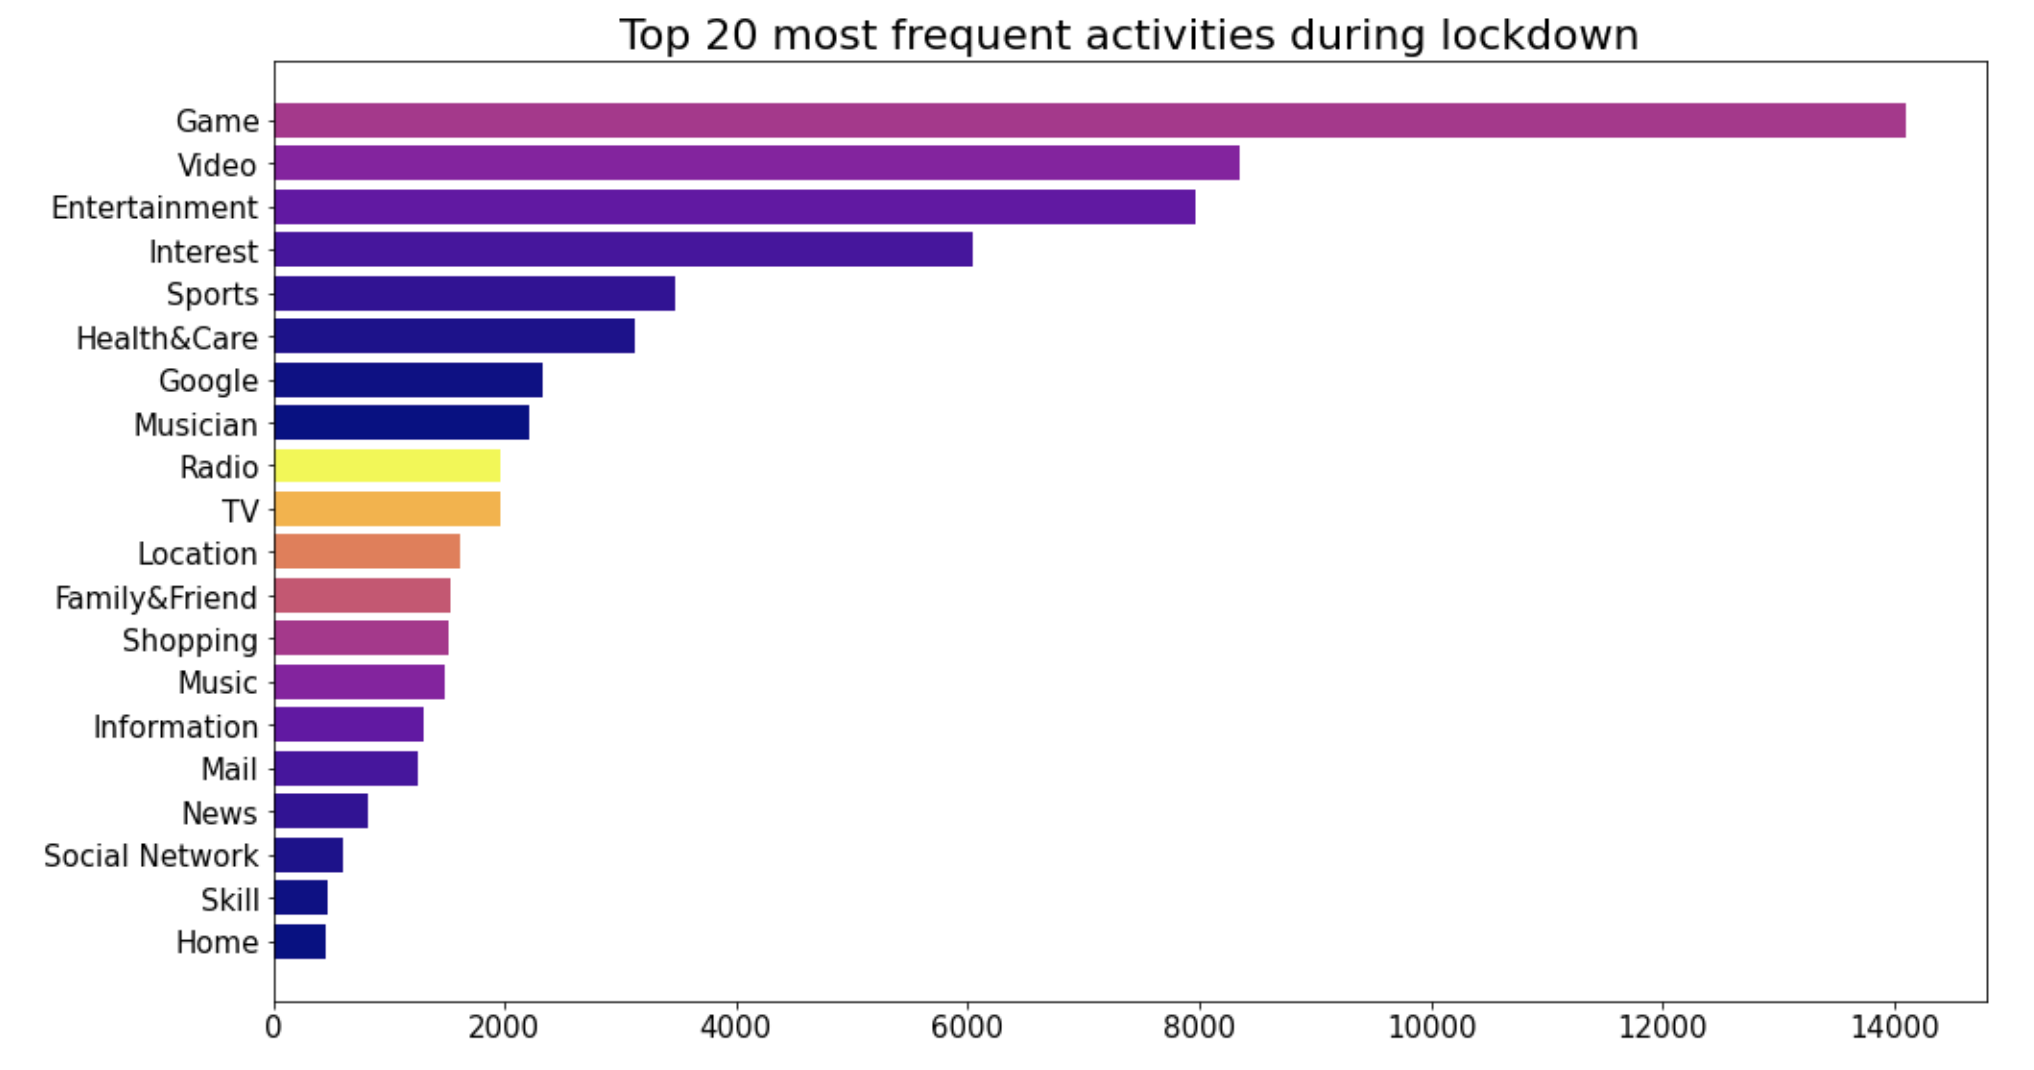 Top 20 most frequent activities during lockdown
Game
Video
Entertainment
Interest
Sports
Health&Care
Google
Musician
Radio
TV
Location
Family&Friend
Shopping
Music
Information
Mail
News
Social Network
Skill
Home
0 2000 4000 6000 8000 10000 12000 14000